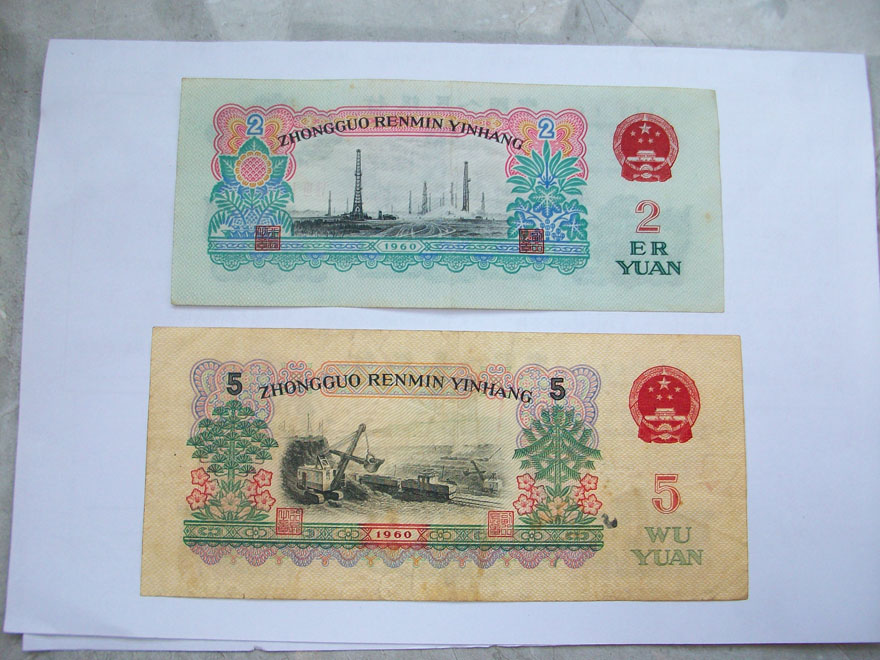 2 ZHONGGUO RENMIN YINHANG 2
1960
2
ER
YUAN
5 ZHONGGUO RENMIN YINHANG 5
1960
5
WU
YUAN